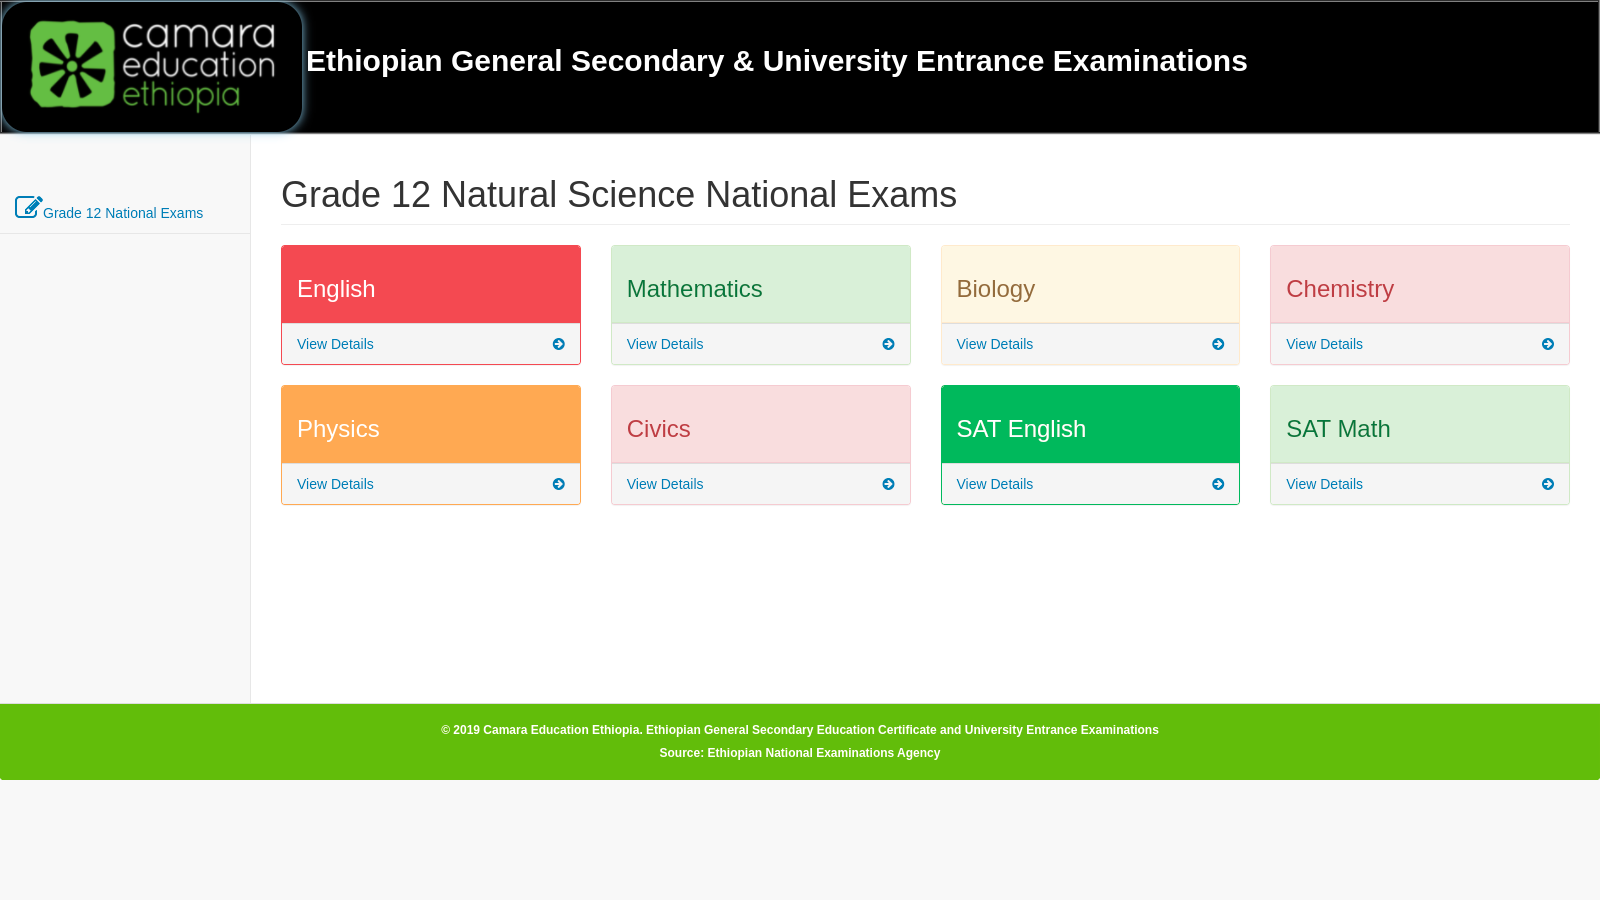 camara
education
ethiopia
Ethiopian General Secondary & University Entrance Examinations
Grade 12 National Exams
Grade 12 Natural Science National Exams
English
View Details
Mathematics
View Details
Biology
View Details
Chemistry
View Details
Physics
View Details
Civics
View Details
SAT English
View Details
SAT Math
View Details
© 2019 Camara Education Ethiopia. Ethiopian General Secondary Education Certificate and University Entrance Examinations
Source: Ethiopian National Examinations Agency